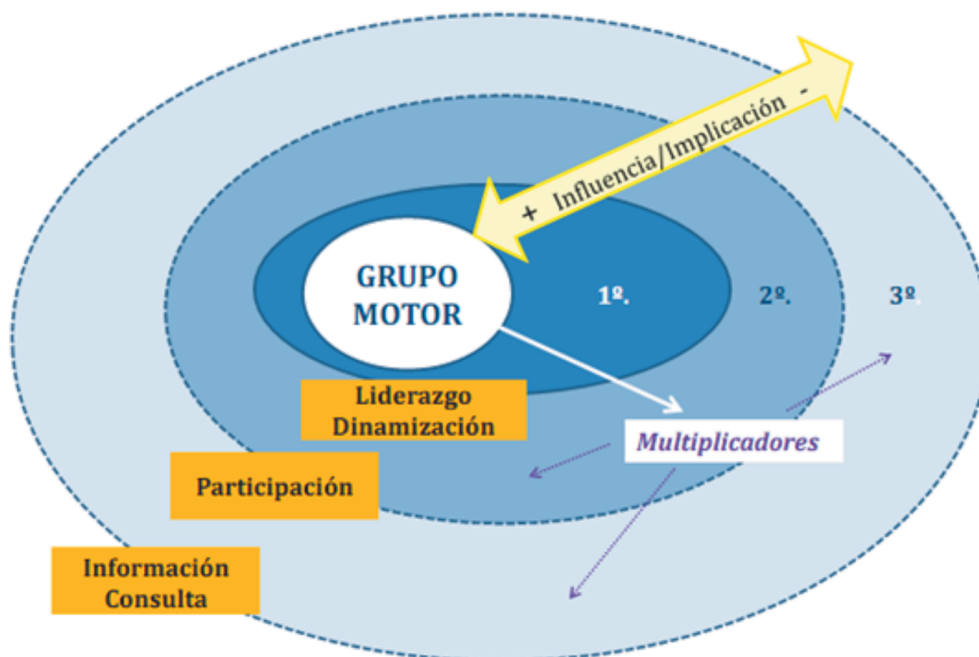 + Influencia/Implicación -
GRUPO
MOTOR
1º.
2º.
3º.
Liderazgo
Dinamización
Multiplicadores
Participación
Información
Consulta